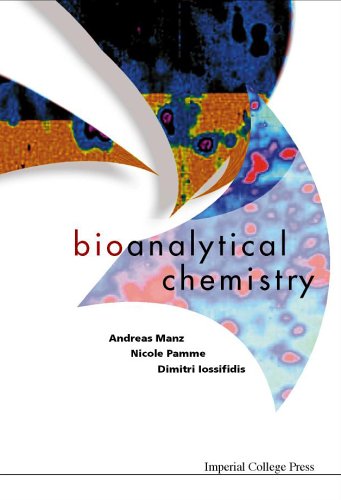 bioanalytical
chemistry
Andreas Manz
Nicole Pamme
Dimitri Iossifidis
Imperial College Press